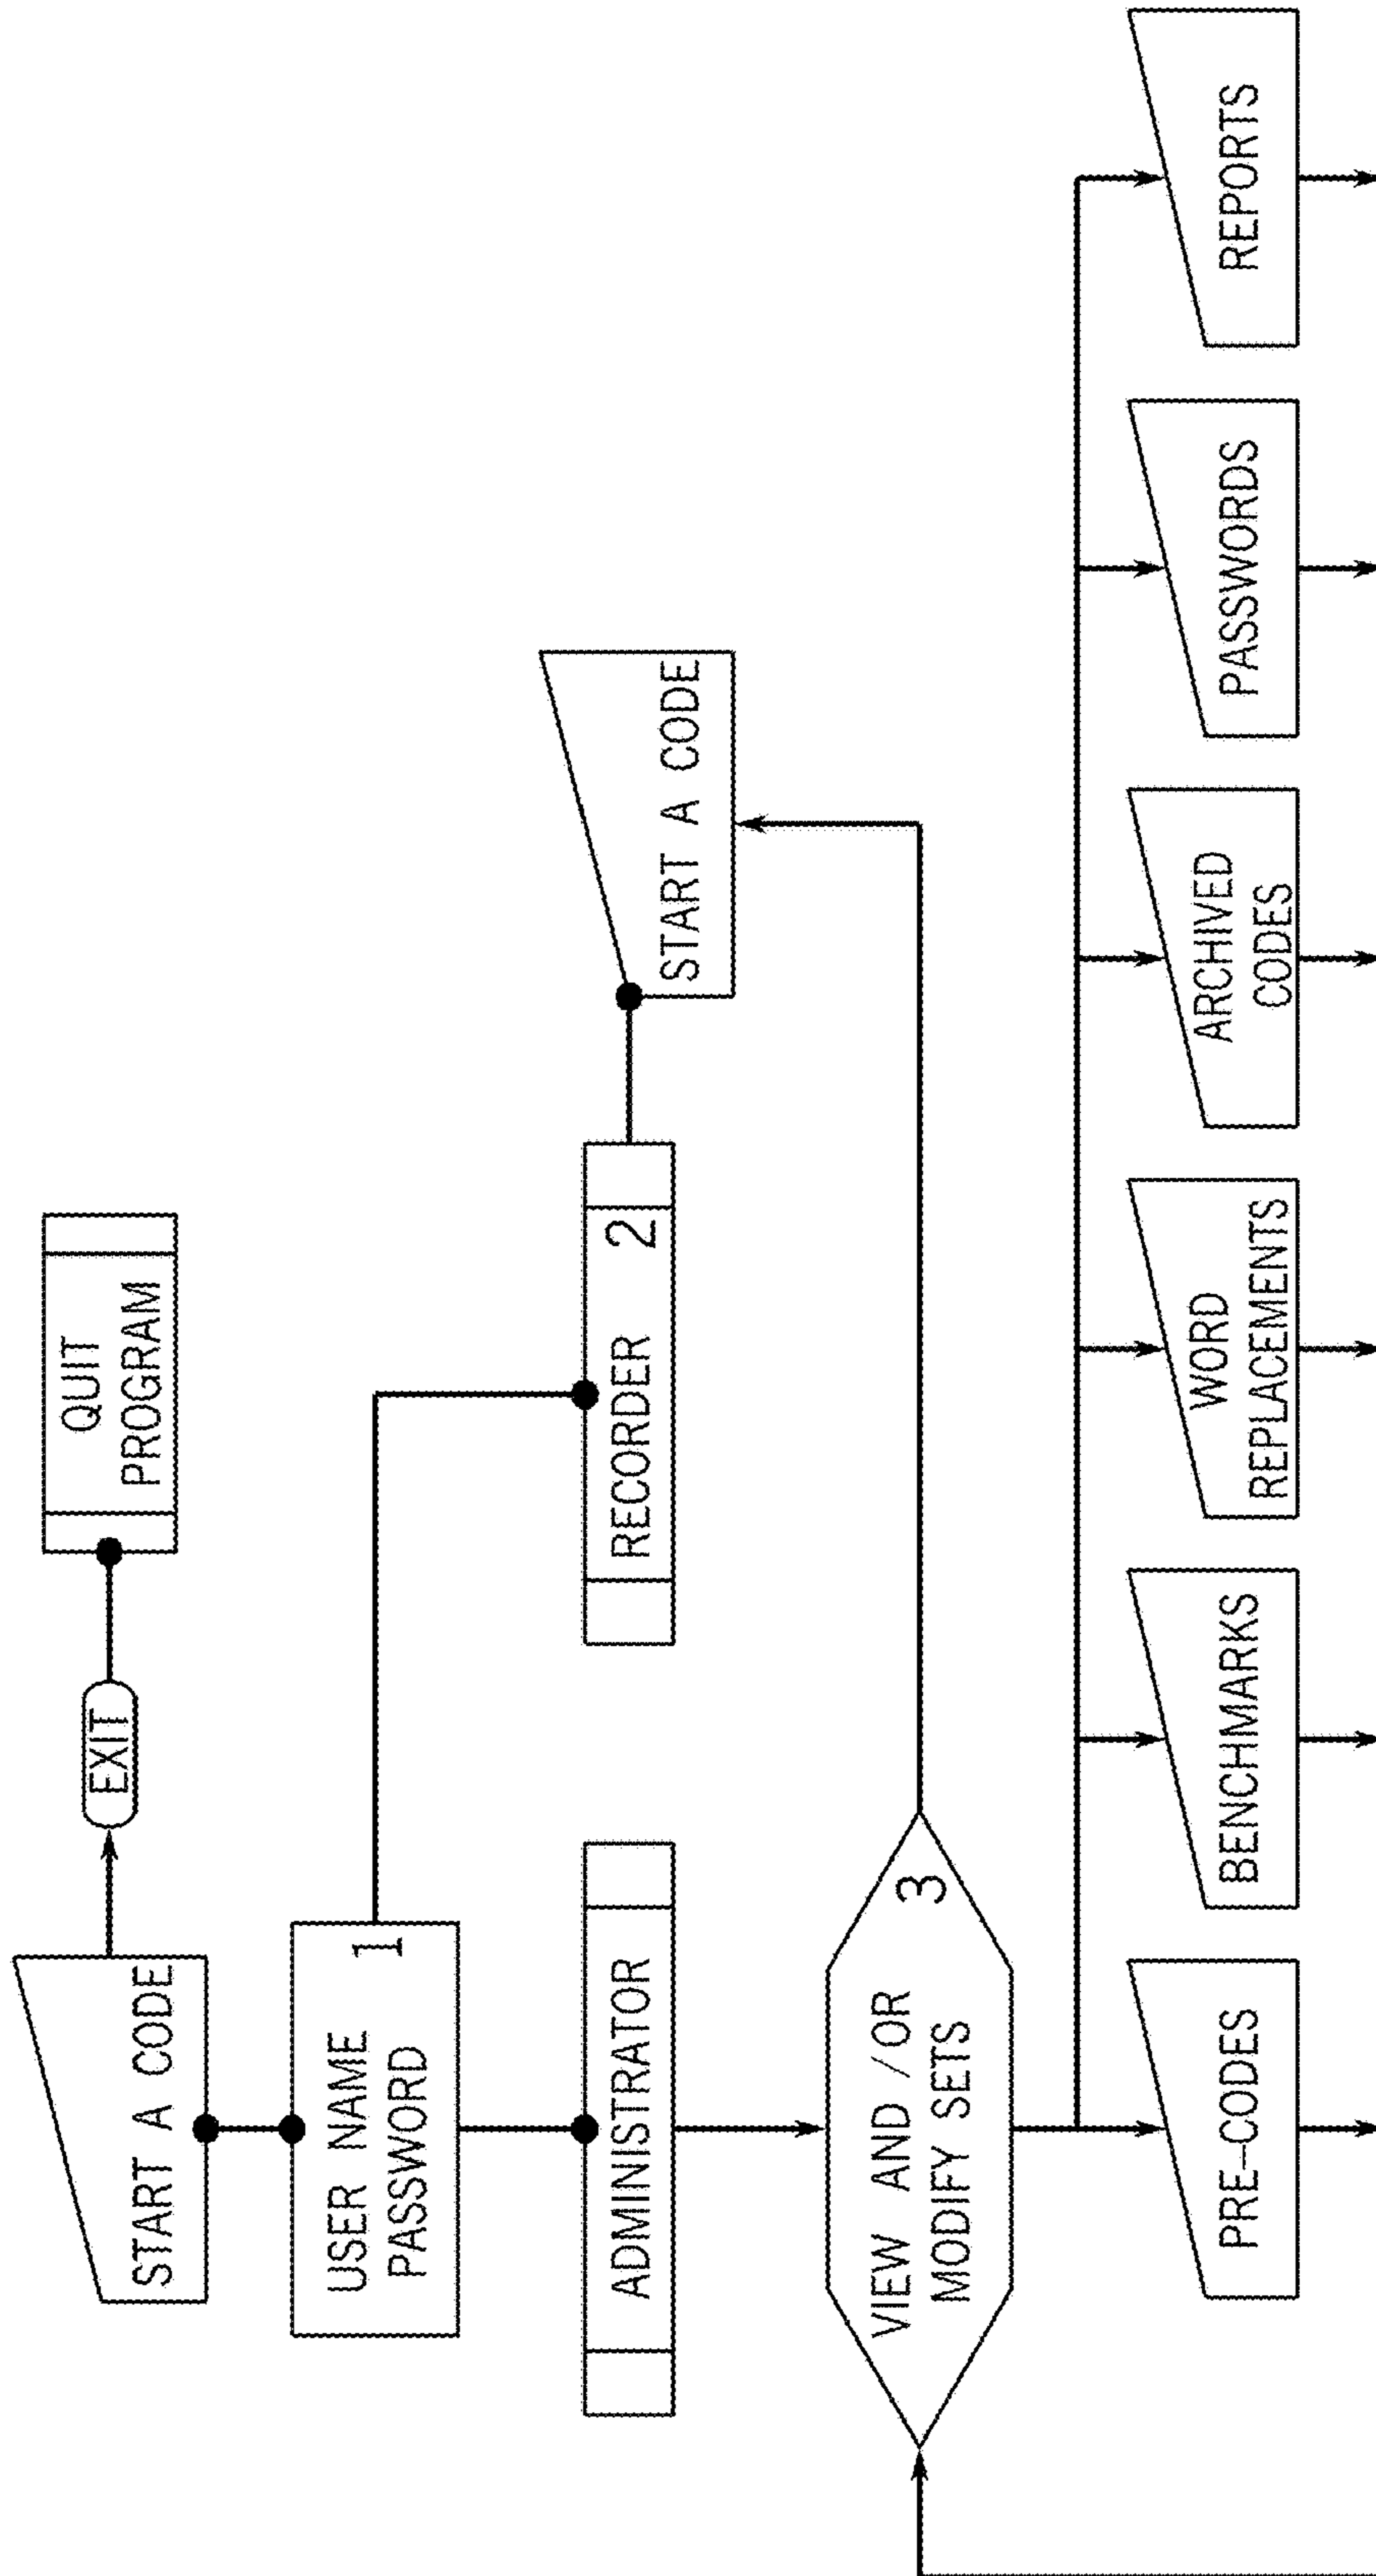 START A CODE
EXIT
QUIT
PROGRAM
USER NAME
PASSWORD
1
ADMINISTRATOR
RECORDER 2
START A CODE
VIEW AND /OR
MODIFY SETS
3
PRE-CODES
BENCHMARKS
WORD
REPLACEMENTS
ARCHIVED
CODES
PASSWORDS
REPORTS